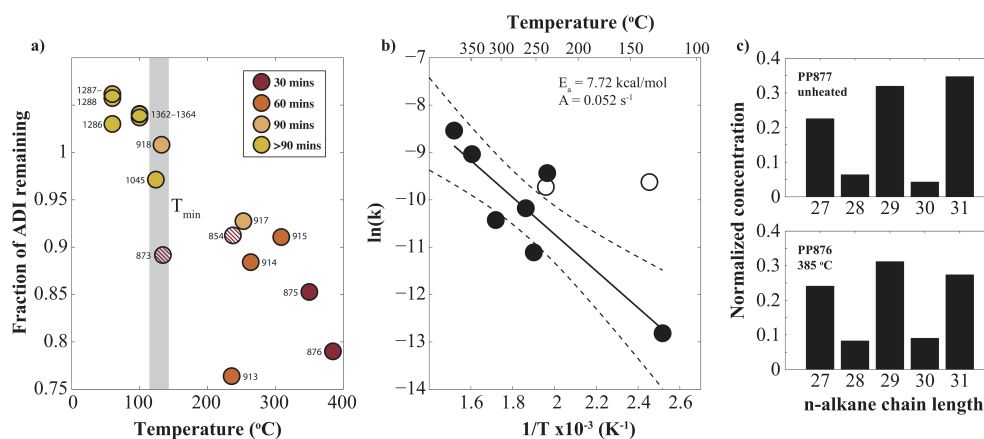 a)
Fraction of ADI remaining
1
0.95
0.9
0.85
0.8
0.75
0 100 200 300 400
Temperature (ºC)
30 mins
60 mins
90 mins
>90 mins
1287–
1288
1286
1362–1364
918
1045
T min
873
854
917
915
914
875
876
913
b)
Temperature (ºC)
350 300 250 200 150 100
ln(k)
−7
−8
−9
−10
−11
−12
−13
−14
Ea = 7.72 kcal/mol
A = 0.052 s-1
1.4 1.6 1.8 2 2.2 2.4 2.6
1/T x10-3 (K-1)
c)
Normalized concentration
0.4
0.3
0.2
0.1
0
PP877
unheated
27 28 29 30 31
0.4
0.3
0.2
0.1
0
PP876
385 ºC
27 28 29 30 31
n-alkane chain length